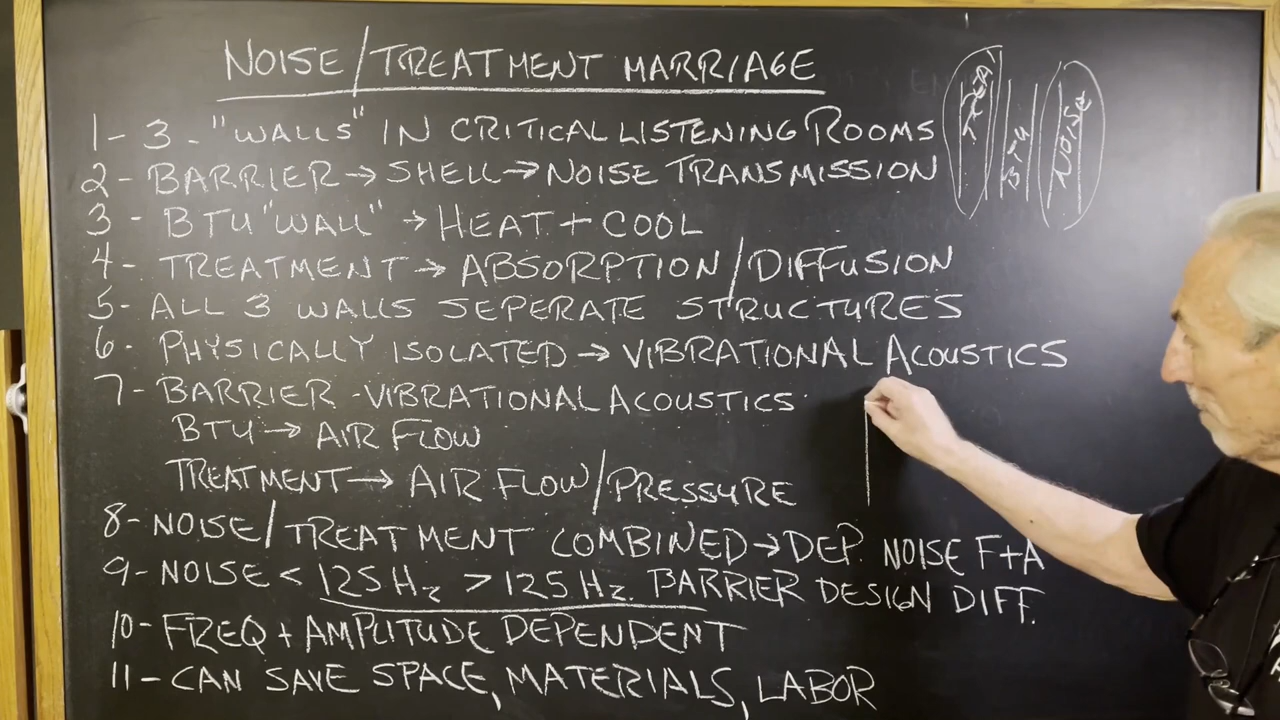 NOISE/TREATMENT MARRIAGE
1- 3- "WALLS" IN CRITICAL LISTENING ROOMS
2- BARRIER → SHELL → NOISE TRANSMISSION
3- BTU "WALL" → HEAT + COOL
4- TREATMENT → ABSORPTION/DIFFUSION
5- ALL 3 WALLS SEPERATE STRUCTURES
6- PHYSICALLY ISOLATED → VIBRATIONAL ACOUSTICS
7- BARRIER - VIBRATIONAL ACOUSTICS
BTU → AIR FLOW
TREATMENT → AIR FLOW/PRESSURE
8- NOISE/TREATMENT COMBINED → DEP. NOISE F+A
9- NOISE < 125 Hz > 125 Hz. BARRIER DESIGN DIFF.
10- FREQ + AMPLITUDE DEPENDENT
11- CAN SAVE SPACE, MATERIALS, LABOR
TREAT
BTU
NOISE